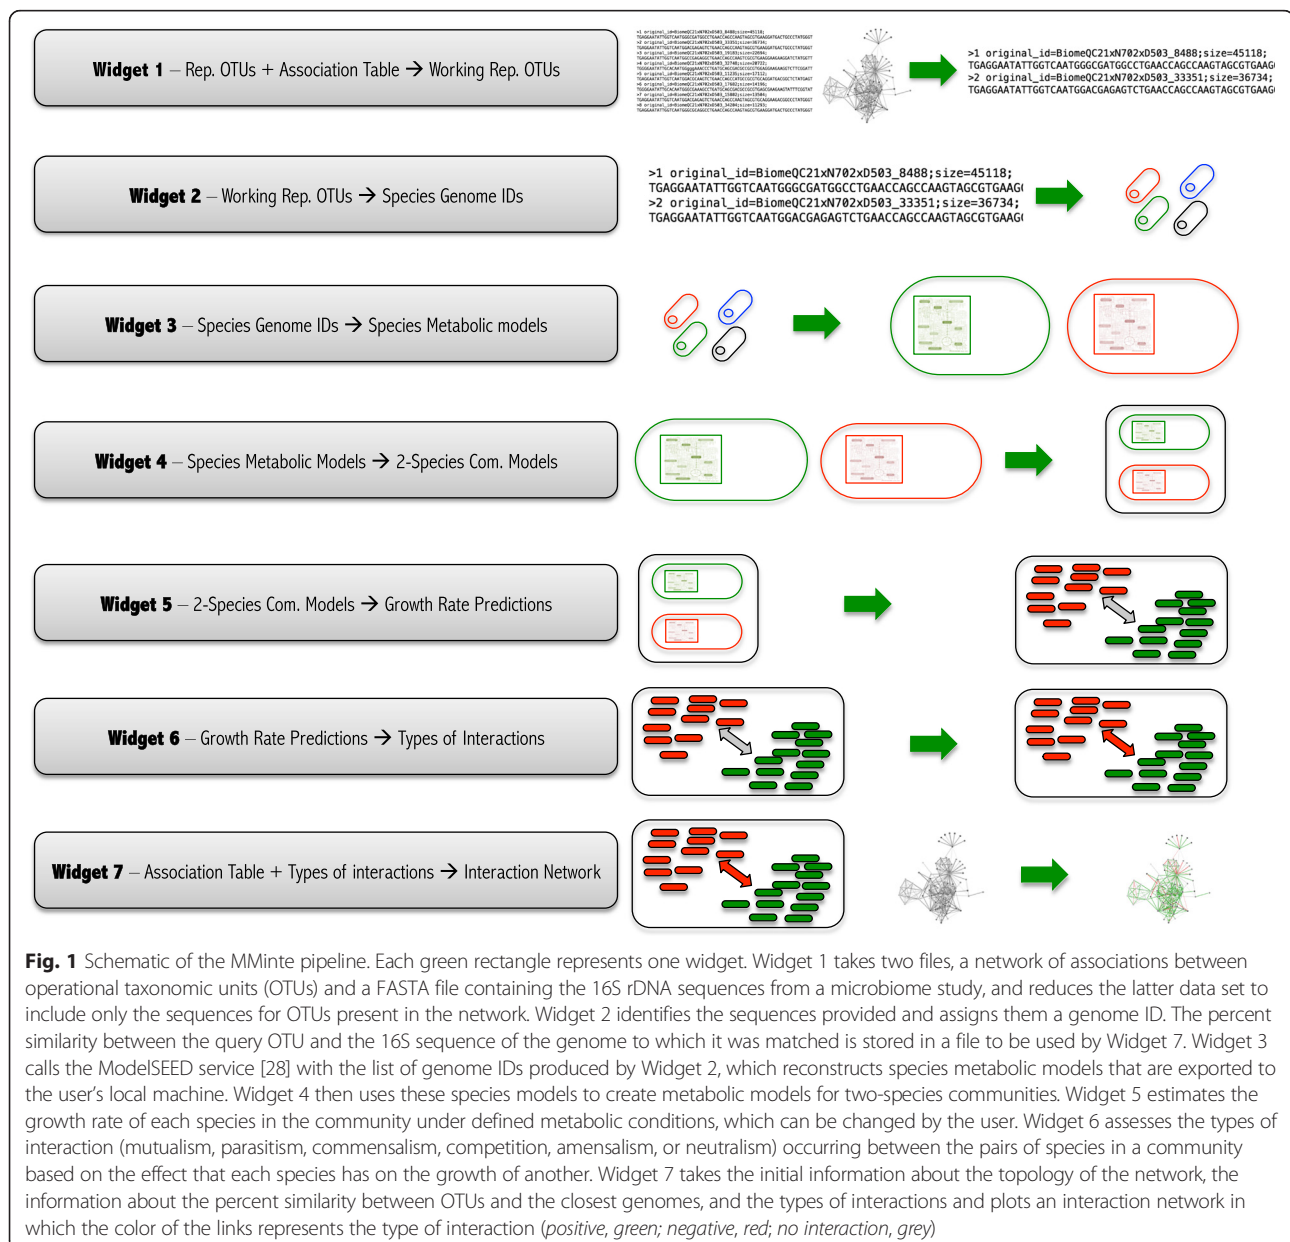 Widget 1 – Rep. OTUs + Association Table → Working Rep. OTUs
>1 original_id=BiomeQC21xN702xD503_8488;size=45118;
TGAGGAATATTGGTCAATGGGCGATGGCCTGAACCAGCCAAGTAGCGTGAAG
>2 original_id=BiomeQC21xN702xD503_33351;size=36734;
TGAGGAATATTGGTCAATGGACGAGAGTCTGAACCAGCCAAGTAGCGTGAAG
Widget 2 – Working Rep. OTUs → Species Genome IDs
>1 original_id=BiomeQC21xN702xD503_8488;size=45118;
TGAGGAATATTGGTCAATGGGCGATGGCCTGAACCAGCCAAGTAGCGTGAAG
>2 original_id=BiomeQC21xN702xD503_33351;size=36734;
TGAGGAATATTGGTCAATGGACGAGAGTCTGAACCAGCCAAGTAGCGTGAAG
Widget 3 – Species Genome IDs → Species Metabolic models
Widget 4 – Species Metabolic Models → 2-Species Com. Models
Widget 5 – 2-Species Com. Models → Growth Rate Predictions
Widget 6 – Growth Rate Predictions → Types of Interactions
Widget 7 – Association Table + Types of interactions → Interaction Network
Fig. 1 Schematic of the MMinte pipeline. Each green rectangle represents one widget. Widget 1 takes two files, a network of associations between
operational taxonomic units (OTUs) and a FASTA file containing the 16S rDNA sequences from a microbiome study, and reduces the latter data set to
include only the sequences for OTUs present in the network. Widget 2 identifies the sequences provided and assigns them a genome ID. The percent
similarity between the query OTU and the 16S sequence of the genome to which it was matched is stored in a file to be used by Widget 7. Widget 3
calls the ModelSEED service [28] with the list of genome IDs produced by Widget 2, which reconstructs species metabolic models that are exported to
the user's local machine. Widget 4 then uses these species models to create metabolic models for two-species communities. Widget 5 estimates the
growth rate of each species in the community under defined metabolic conditions, which can be changed by the user. Widget 6 assesses the types of
interaction (mutualism, parasitism, commensalism, competition, amensalism, or neutralism) occurring between the pairs of species in a community
based on the effect that each species has on the growth of another. Widget 7 takes the initial information about the topology of the network, the
information about the percent similarity between OTUs and the closest genomes, and the types of interactions and plots an interaction network in
which the color of the links represents the type of interaction (positive, green; negative, red; no interaction, grey)